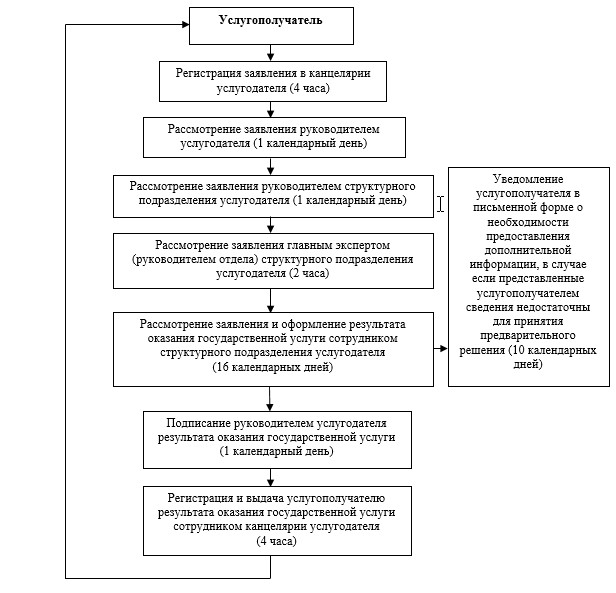 Услугополучатель
Регистрация заявления в канцелярии
услугодателя (4 часа)
Рассмотрение заявления руководителем
услугодателя (1 календарный день)
Рассмотрение заявления руководителем структурного
подразделения услугодателя (1 календарный день)
Рассмотрение заявления главным экспертом
(руководителем отдела) структурного подразделения
услугодателя (2 часа)
Рассмотрение заявления и оформление результата
оказания государственной услуги сотрудником
структурного подразделения услугодателя
(16 календарных дней)
Уведомление
услугополучателя в
письменной форме о
необходимости
предоставления
дополнительной
информации, в случае
если представленные
услугополучателем
сведения недостаточны
для принятия
предварительного
решения (10 календарных
дней)
Подписание руководителем услугодателя
результата оказания государственной услуги
(1 календарный день)
Регистрация и выдача услугополучателю
результата оказания государственной услуги
сотрудником канцелярии услугодателя
(4 часа)